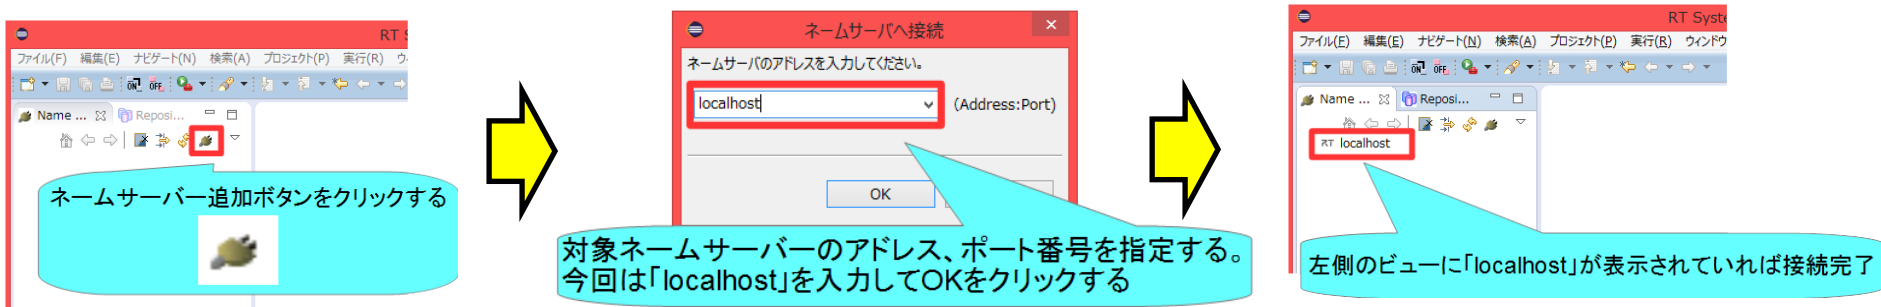 RT S
ファイル(F) 編集(E) ナビゲート(N) 検索(A) プロジェクト(P) 実行(R) ウ
ON OFF
Name ... Reposi...
ネームサーバー追加ボタンをクリックする
ネームサーバへ接続
ネームサーバのアドレスを入力してください。
localhost (Address:Port)
OK
対象ネームサーバーのアドレス、ポート番号を指定する。
今回は「localhost」を入力してOKをクリックする
RT Syste
ファイル(F) 編集(E) ナビゲート(N) 検索(A) プロジェクト(P) 実行(R) ウィンドウ
ON OFF
Name ... Reposi...
RT localhost
左側のビューに「localhost」が表示されていれば接続完了